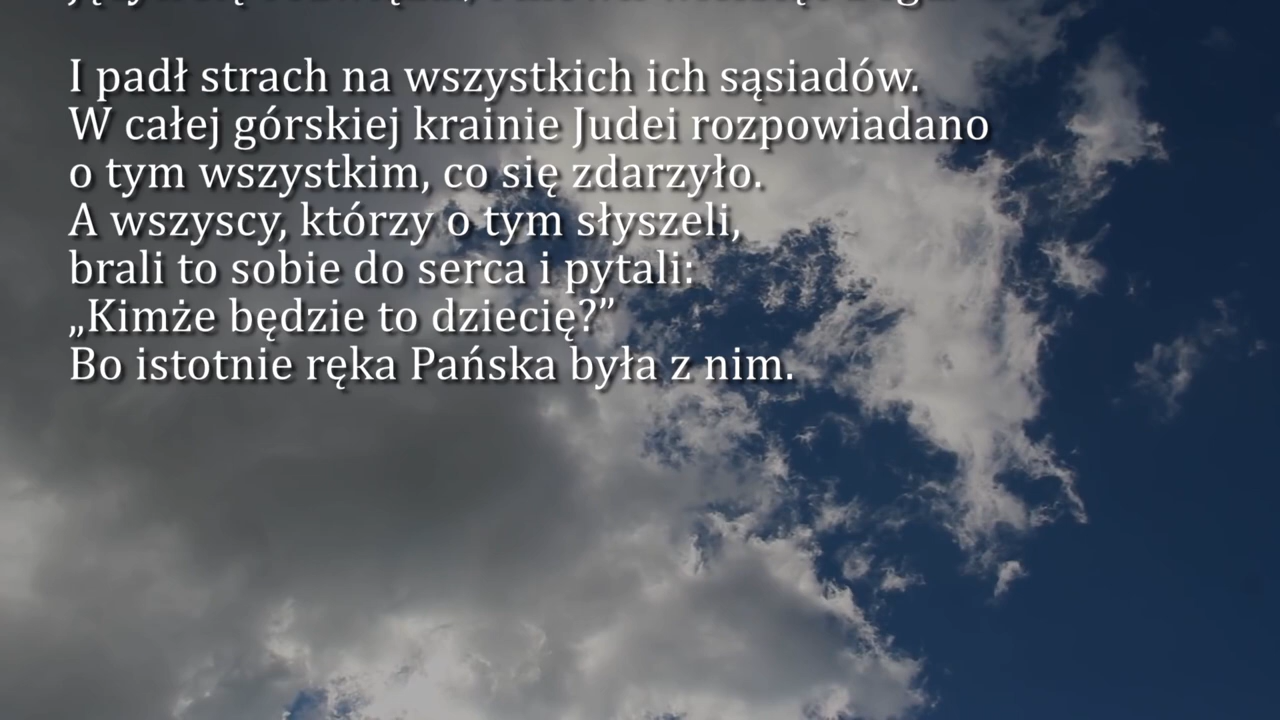 I padł strach na wszystkich ich sąsiadów.
W całej górskiej krainie Judei rozpowiadano
o tym wszystkim, co się zdarzyło.
A wszyscy, którzy o tym słyszeli,
brali to sobie do serca i pytali:
„Kimże będzie to dziecię?”
Bo istotnie ręka Pańska była z nim.